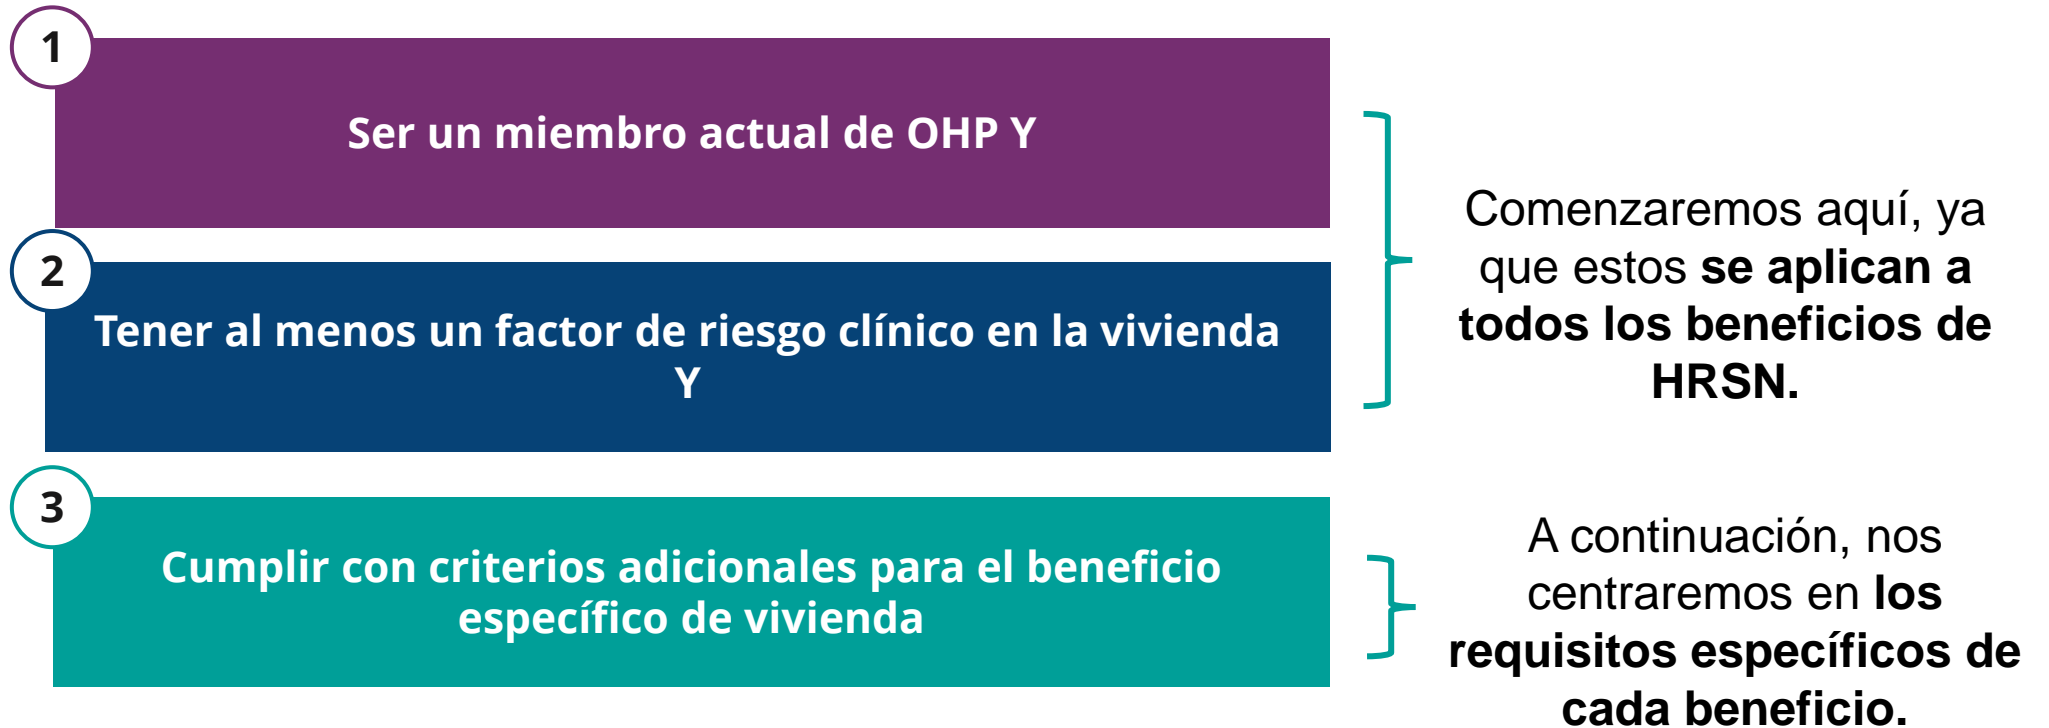 1
Ser un miembro actual de OHP Y
2
Tener al menos un factor de riesgo clínico en la vivienda
Y
Comenzaremos aquí, ya
que estos se aplican a
todos los beneficios de
HRSN.
3
Cumplir con criterios adicionales para el beneficio
específico de vivienda
A continuación, nos
centraremos en los
requisitos específicos de
cada beneficio.